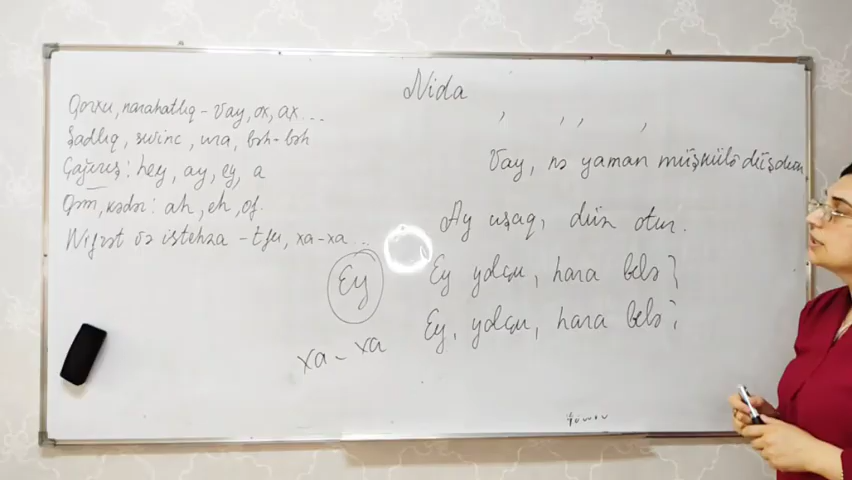 Nida
Qorxu, narahatlıq - Vay, ox, ax...
, , , ,
Şadlıq, sevinc, ura, bəh-bəh
Vay, nə yaman müşkülə düşdün
Çağırış: hey, ay, ey, a
Qəm, kədər: ah, eh, of.
Ay uşaq, düz otur.
Nifrət və istehza - tfu, xa-xa...
Ey
Ey yolçu, hara belə?
Ey, yolçu, hara belə?
xa - xa